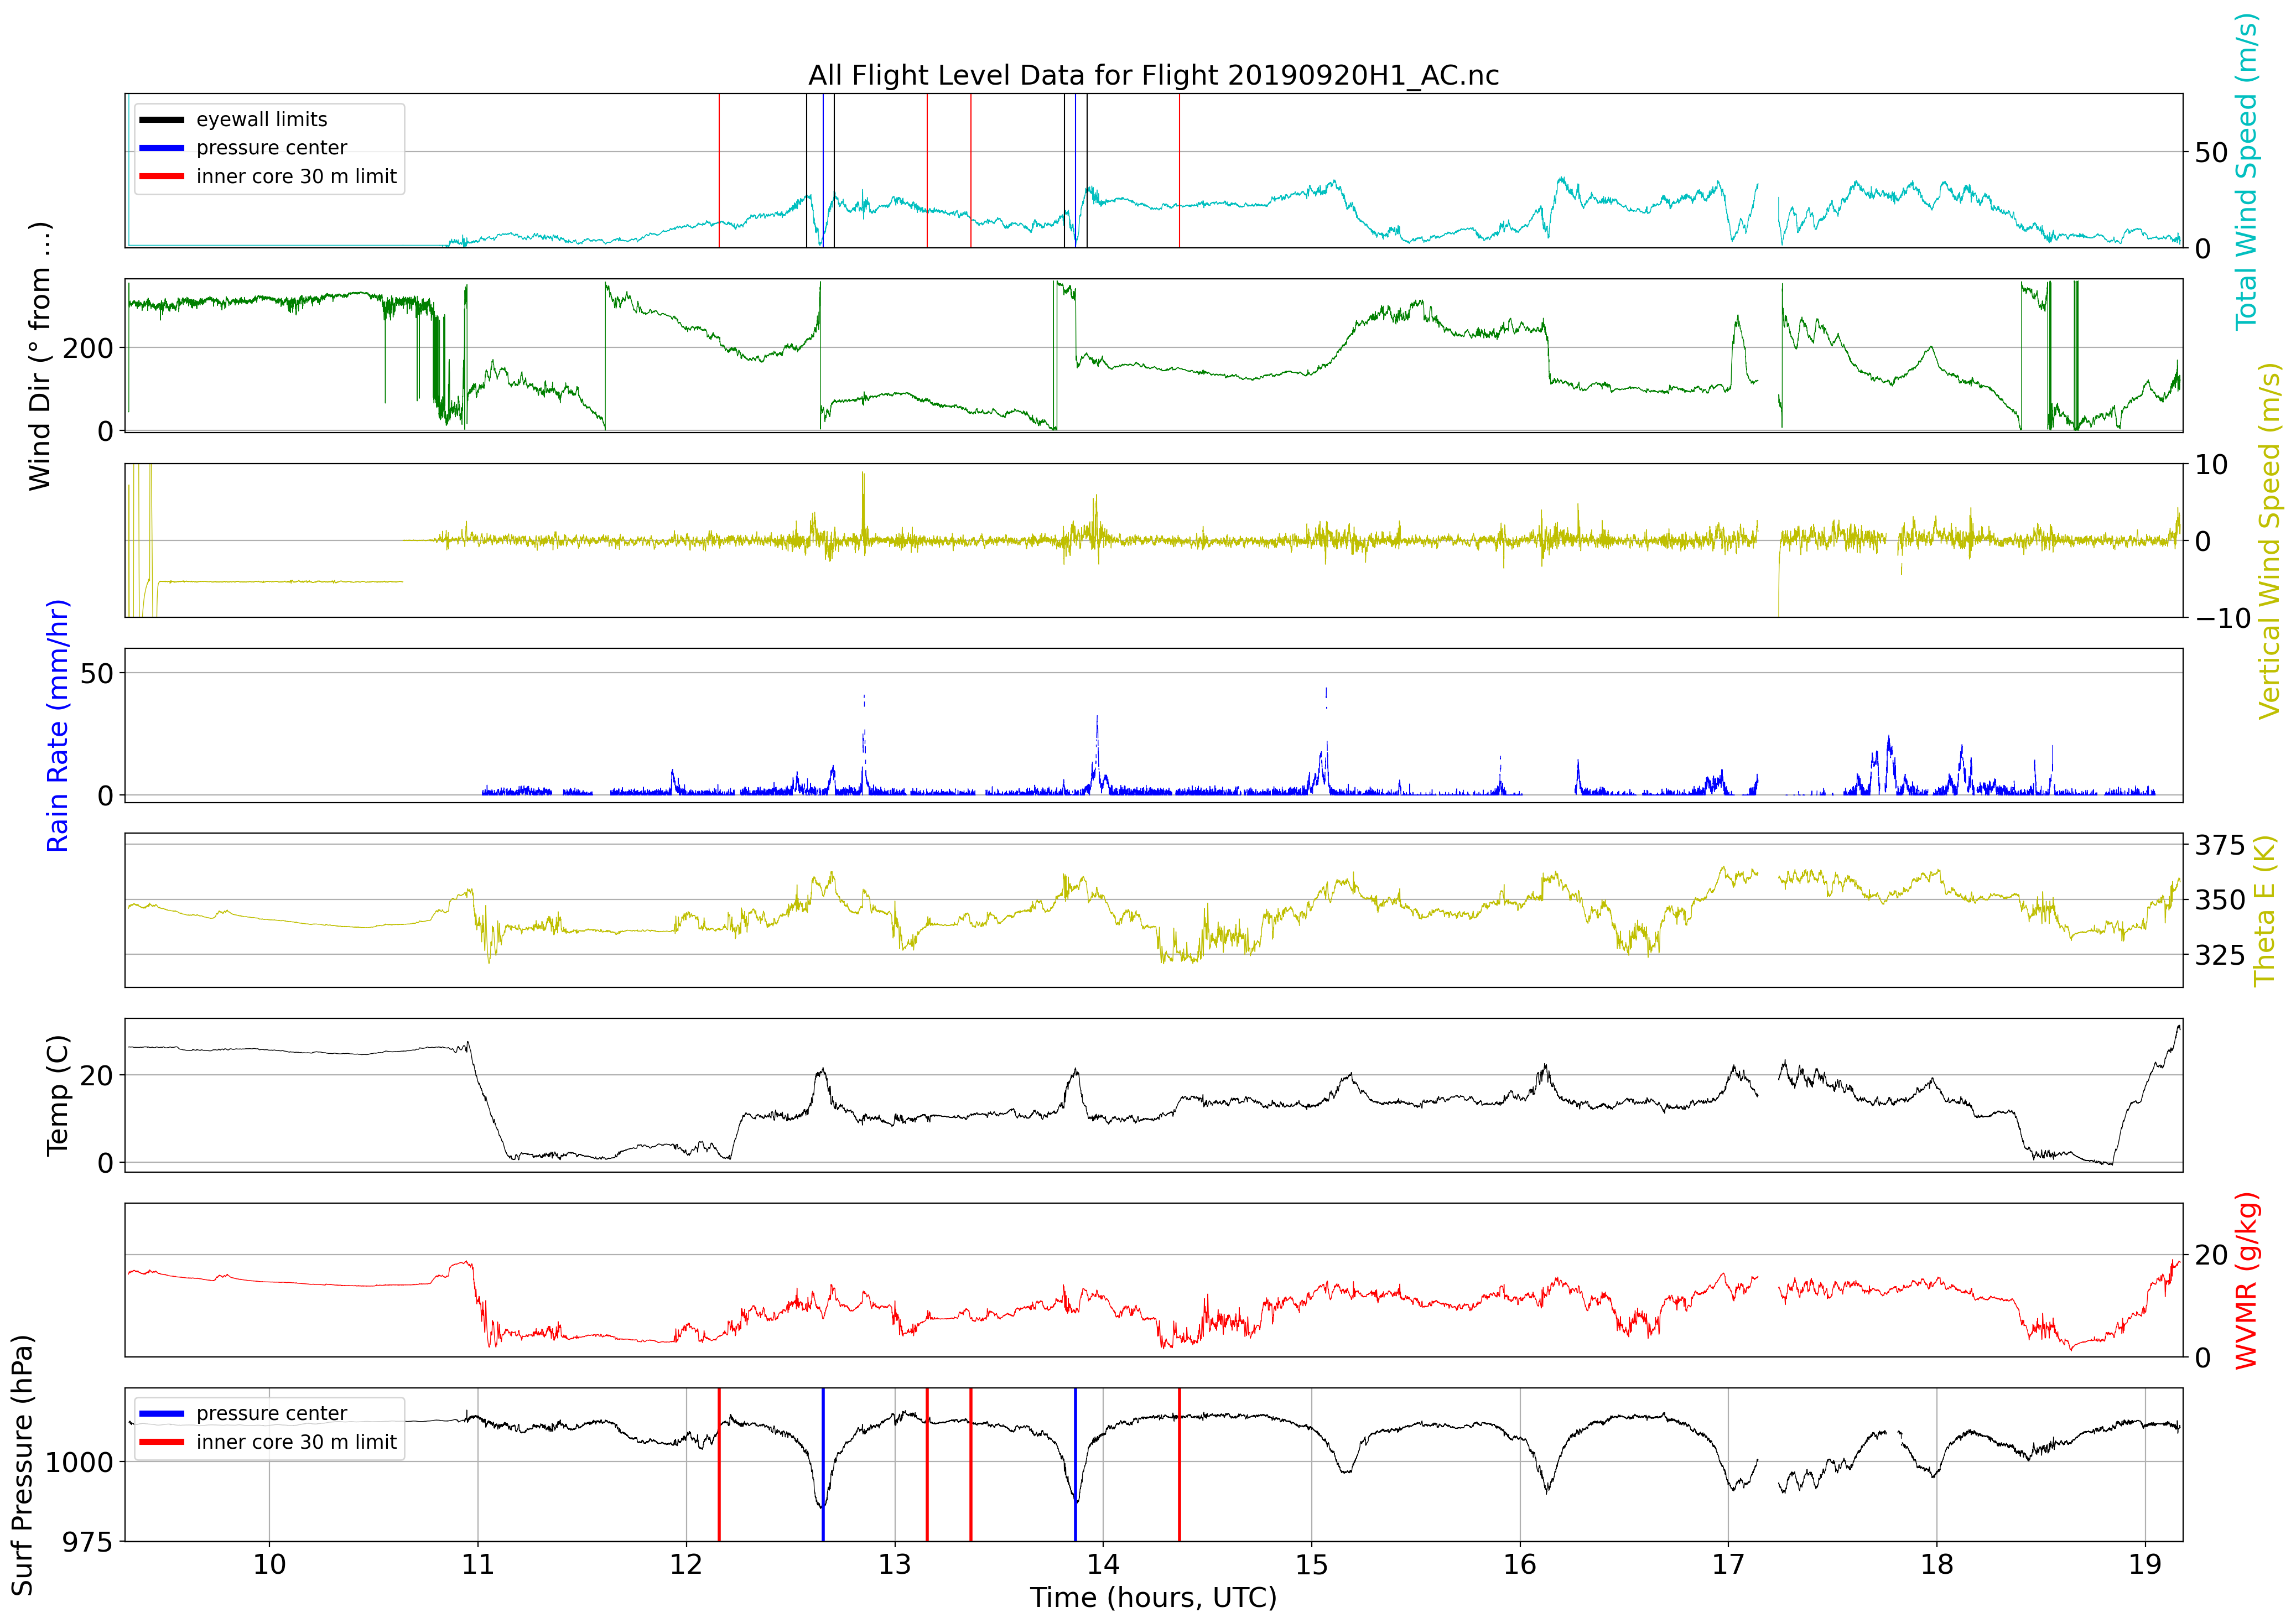 All Flight Level Data for Flight 20190920H1_AC.nc
eyewall limits
pressure center
inner core 30 m limit
50
0
Total Wind Speed (m/s)
Wind Dir (° from ...)
200
0
10
0
−10
Vertical Wind Speed (m/s)
Rain Rate (mm/hr)
50
0
375
350
325
Theta E (K)
Temp (C)
20
0
20
0
WVMR (g/kg)
Surf Pressure (hPa)
1000
975
pressure center
inner core 30 m limit
10 11 12 13 14 15 16 17 18 19
Time (hours, UTC)